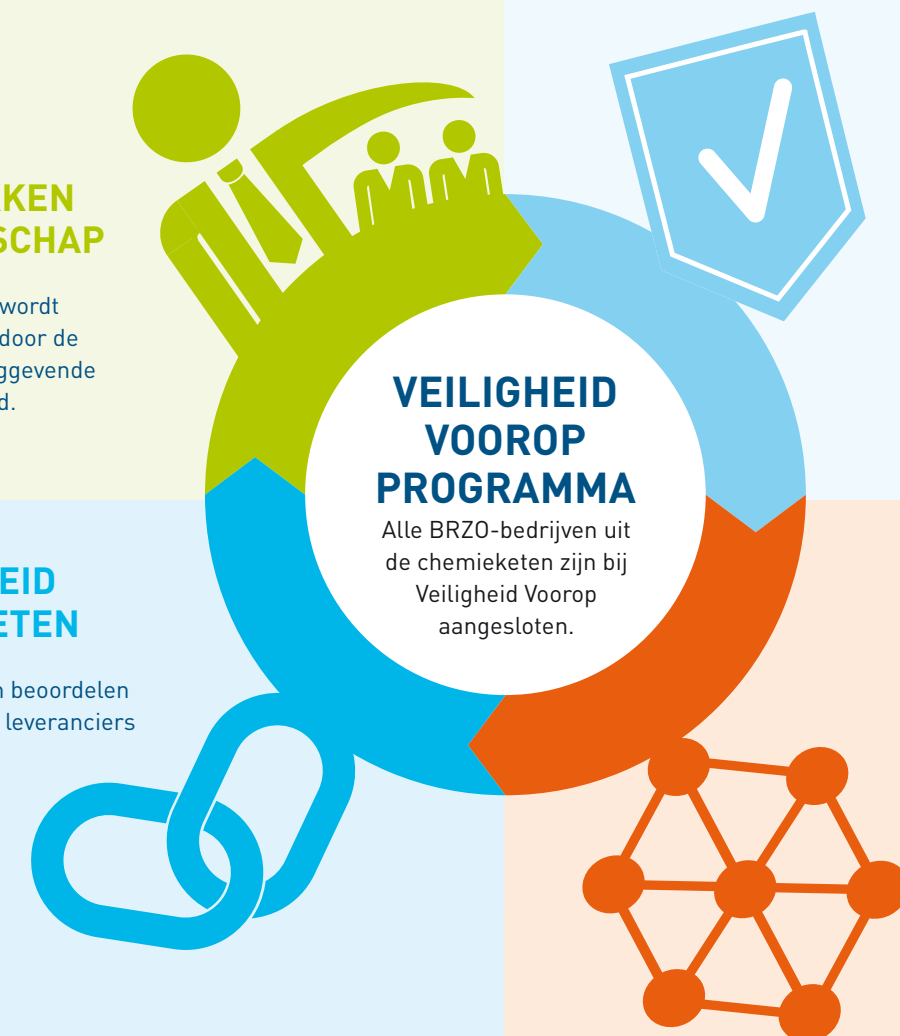 KEN
SCHAP
wordt
door de
ggevende
d.
VEILIGHEID
VOOROP
PROGRAMMA
Alle BRZO-bedrijven uit
de chemieketen zijn bij
Veiligheid Voorop
aangesloten.
EID
ETEN
n beoordelen
leveranciers